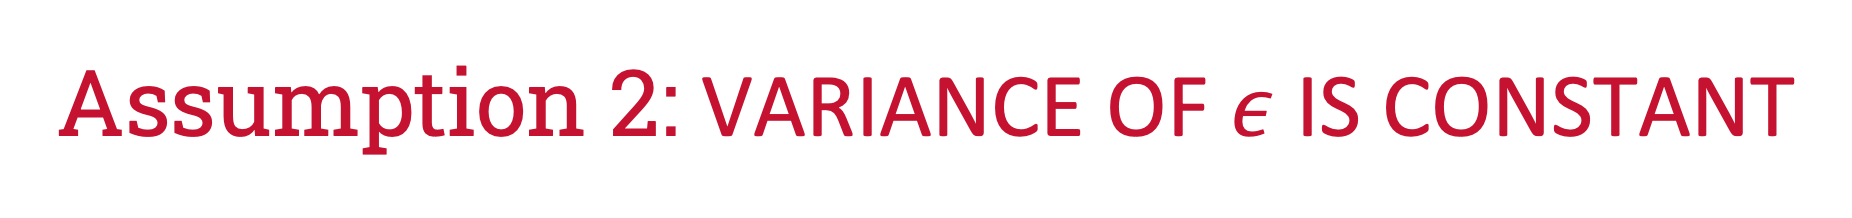 Assumption 2: VARIANCE OF ϵ IS CONSTANT